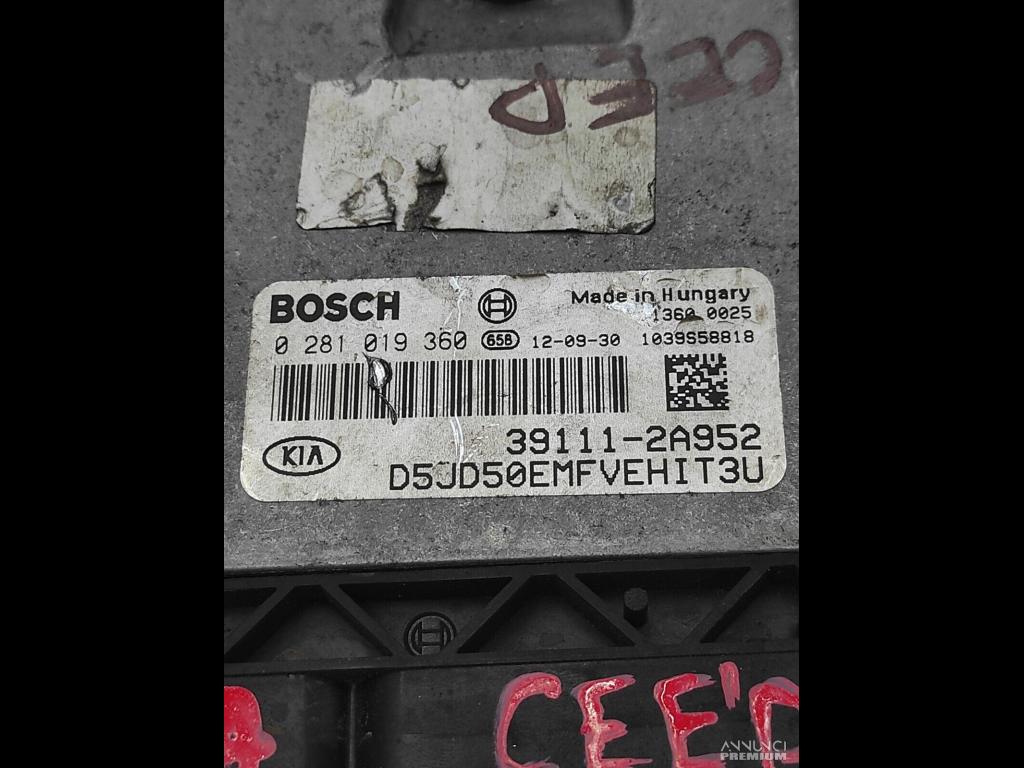 CEED
BOSCH Made in Hungary
1360 0025
0 281 019 360 658 12-09-30 1039S58818
39111-2A952
KIA
D5JD50EMFVEHIT3U
CEE'D
ANNUNCI
PREMIUM